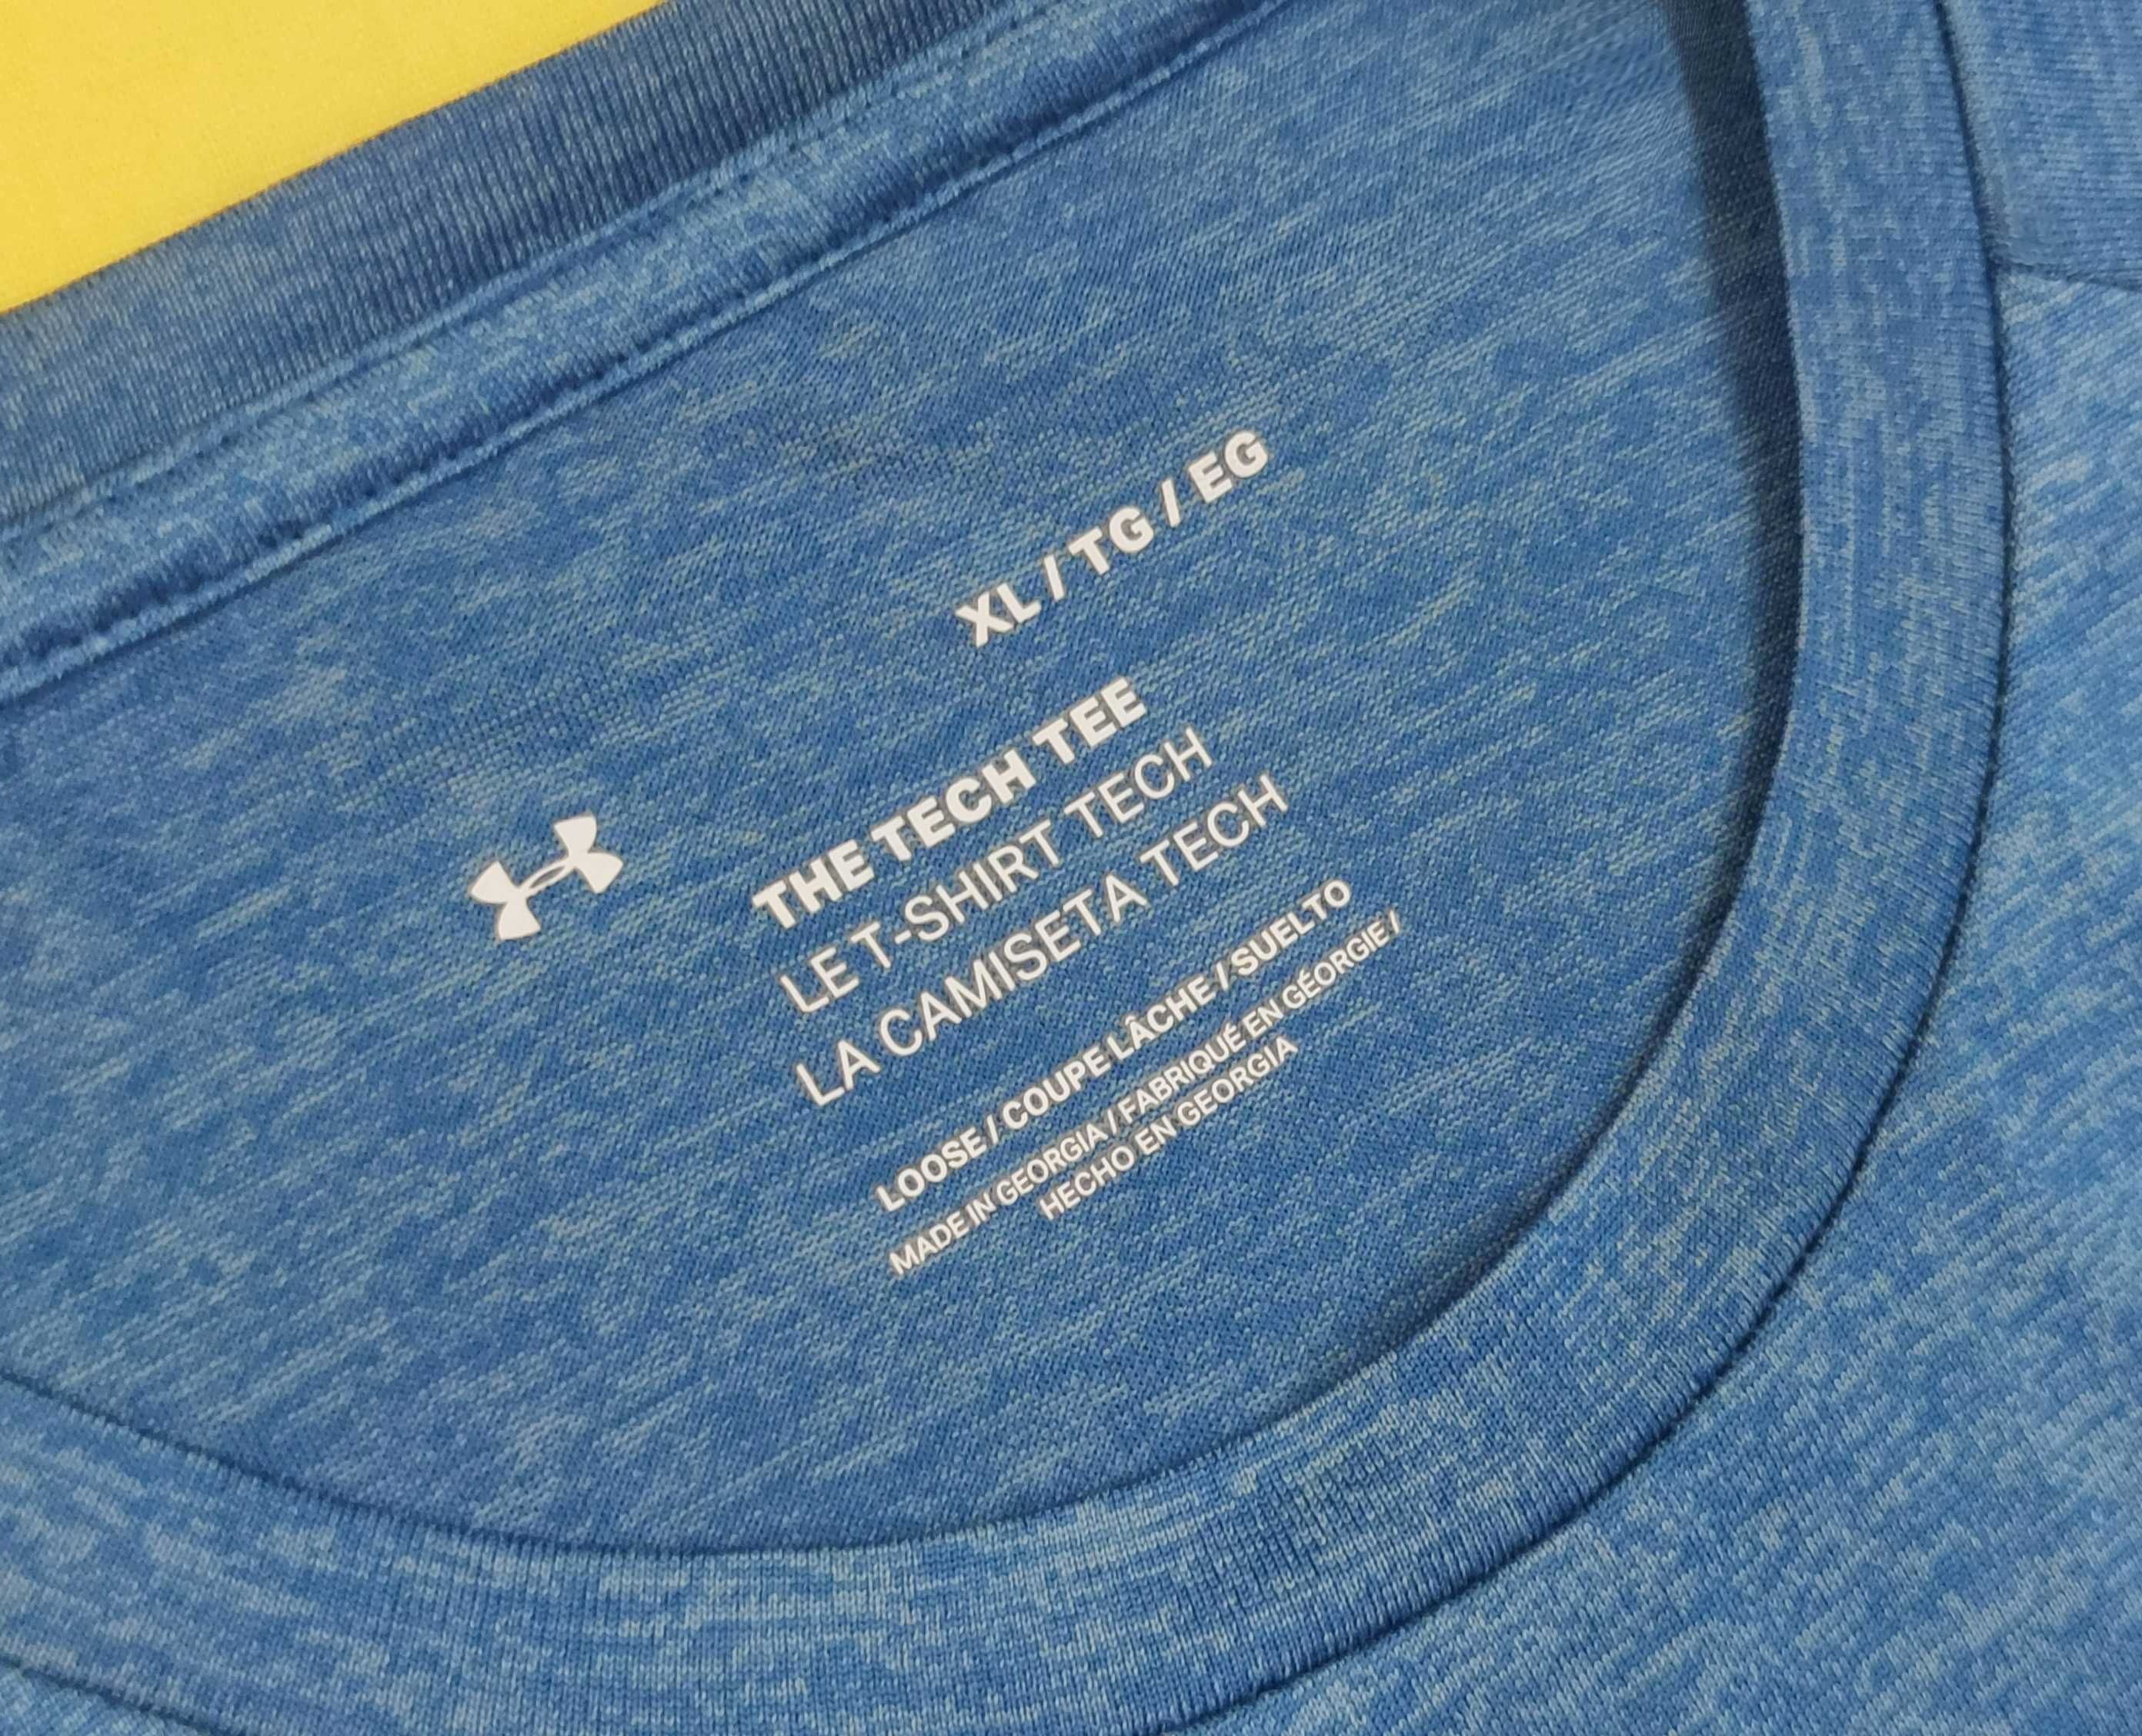 XL / TG / EG
THE TECH TEE
LE T-SHIRT TECH
LA CAMISETA TECH
LOOSE / COUPE LÂCHE / SUELTO
MADE IN GEORGIA / FABRIQUÉ EN GÉORGIE /
HECHO EN GEORGIA